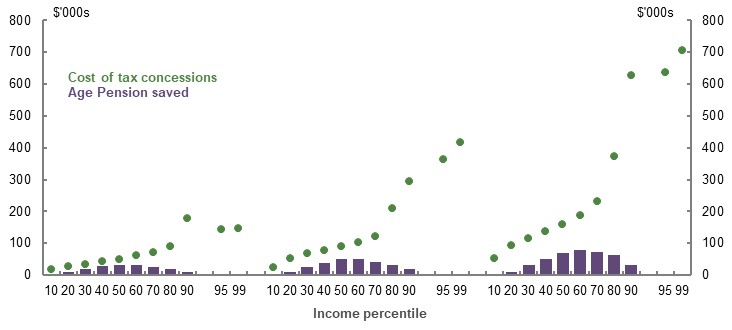 $'000s $'000s
800 800
700 700
600 600
500 500
400 400
300 300
200 200
100 100
0 0
Cost of tax concessions
Age Pension saved
10 20 30 40 50 60 70 80 90 95 99 10 20 30 40 50 60 70 80 90 95 99 10 20 30 40 50 60 70 80 90 95 99
Income percentile